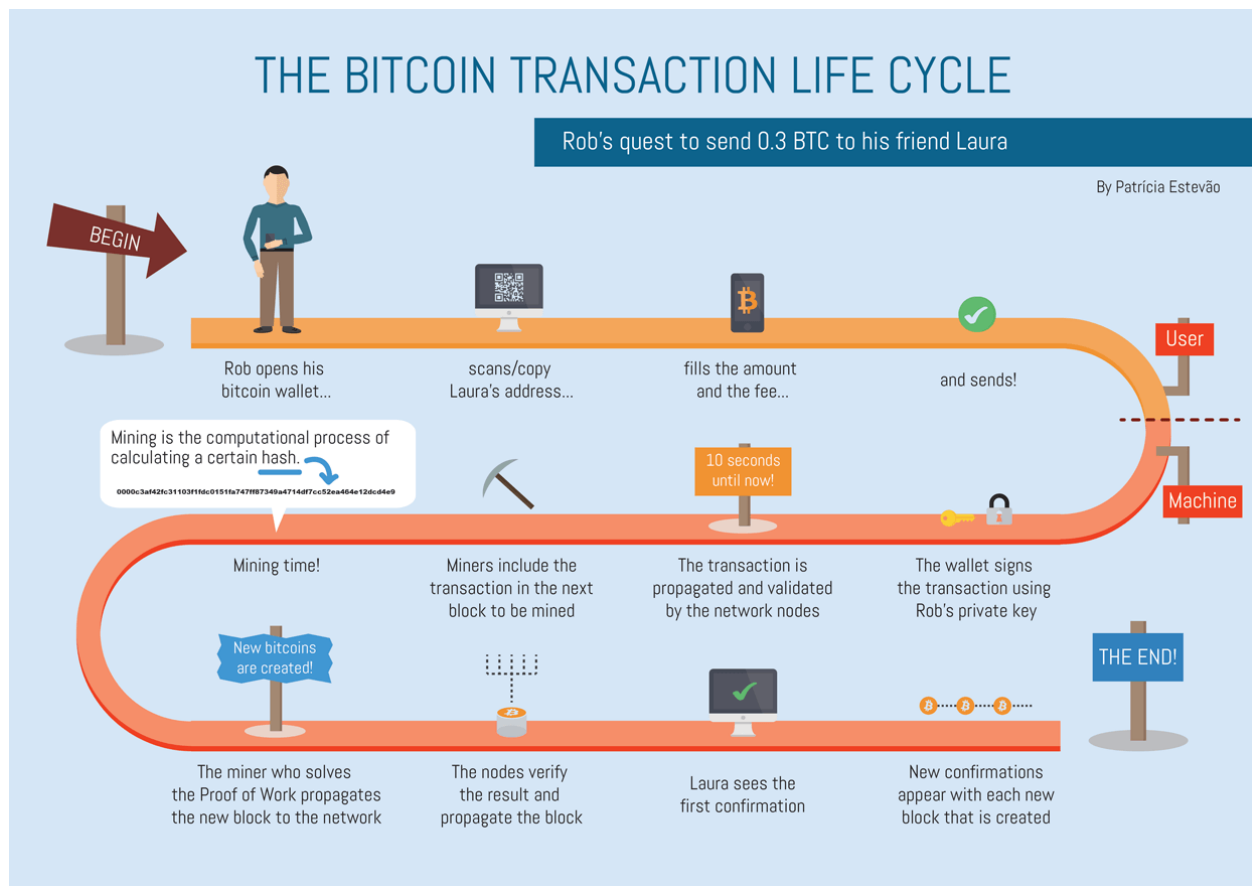 THE BITCOIN TRANSACTION LIFE CYCLE
Rob's quest to send 0.3 BTC to his friend Laura
By Patrícia Estevão
BEGIN
Rob opens his
bitcoin wallet...
scans/copy
Laura's address...
fills the amount
and the fee...
and sends!
User
Machine
The wallet signs
the transaction using
Rob's private key
10 seconds
until now!
The transaction is
propagated and validated
by the network nodes
Miners include the
transaction in the next
block to be mined
Mining is the computational process of
calculating a certain hash.
0000c3af42fc31103f1fdc0151fa747ff87349a4714df7cc52ea464e12dcd4e9
Mining time!
New bitcoins
are created!
The miner who solves
the Proof of Work propagates
the new block to the network
The nodes verify
the result and
propagate the block
Laura sees the
first confirmation
New confirmations
appear with each new
block that is created
THE END!